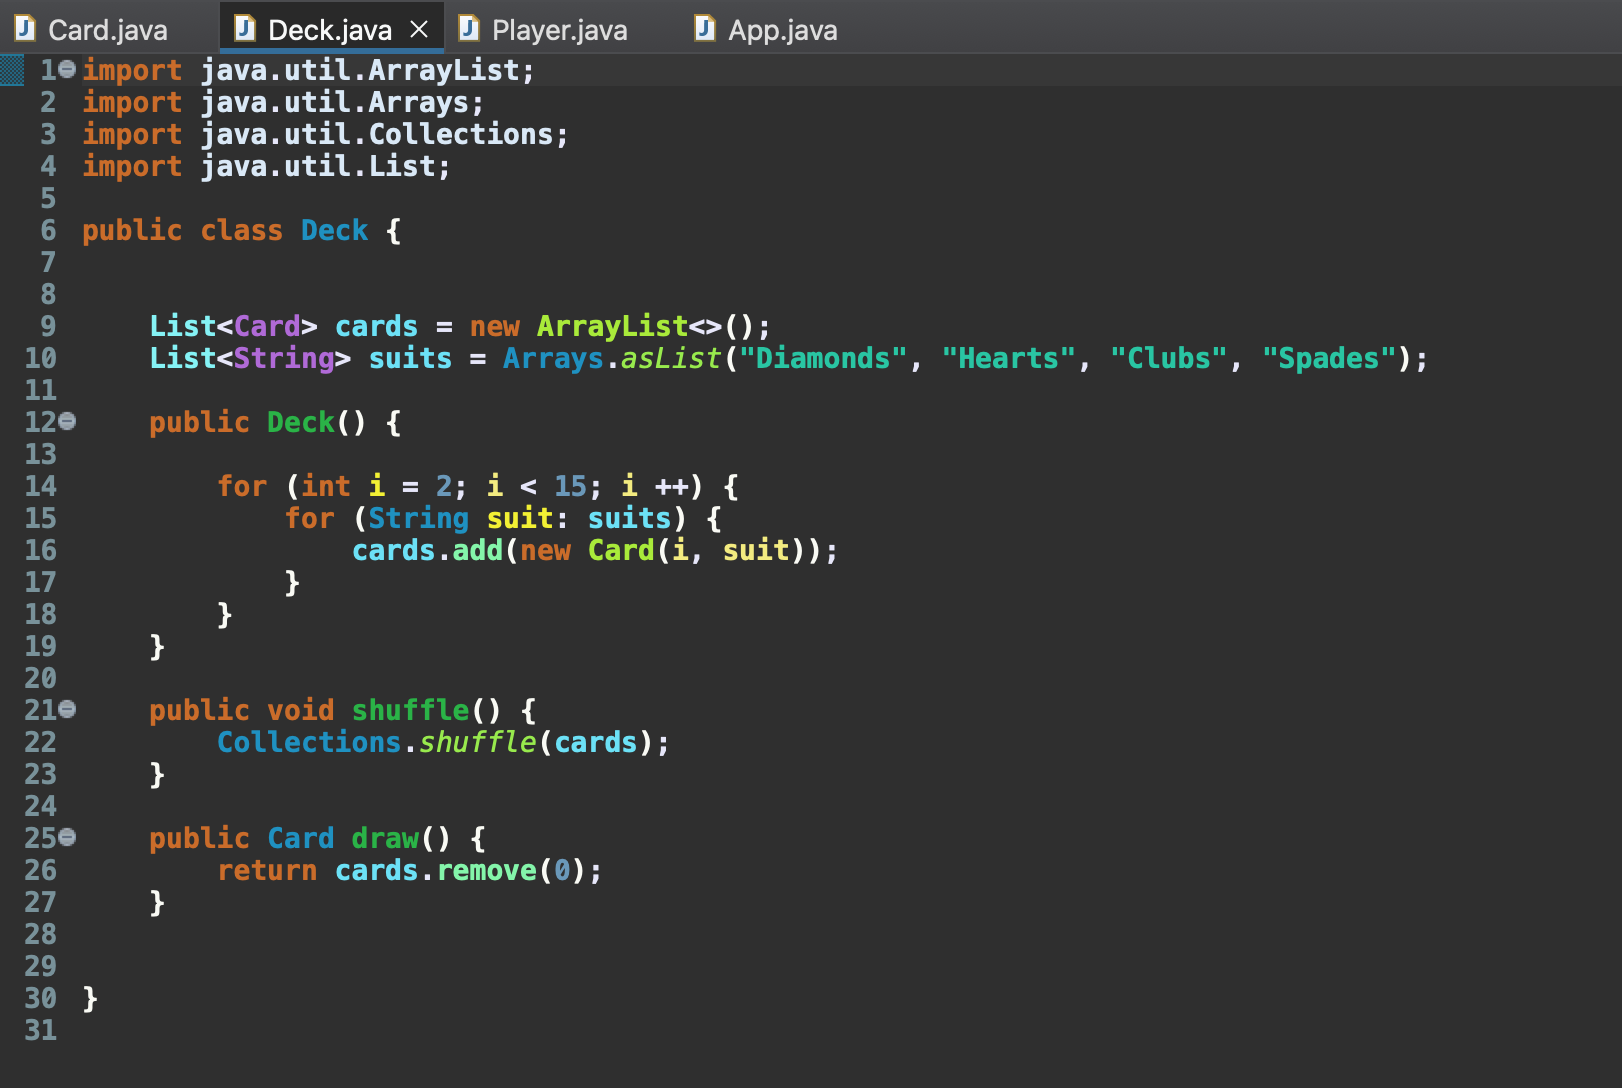 Card.java Deck.java Player.java App.java
1 import java.util.ArrayList;
2 import java.util.Arrays;
3 import java.util.Collections;
4 import java.util.List;
5
6 public class Deck {
7
8
9     List<Card> cards = new ArrayList<>();
10     List<String> suits = Arrays.asList("Diamonds", "Hearts", "Clubs", "Spades");
11
12     public Deck() {
13
14         for (int i = 2; i < 15; i ++) {
15             for (String suit: suits) {
16                 cards.add(new Card(i, suit));
17             }
18         }
19     }
20
21     public void shuffle() {
22         Collections.shuffle(cards);
23     }
24
25     public Card draw() {
26         return cards.remove(0);
27     }
28
29
30 }
31